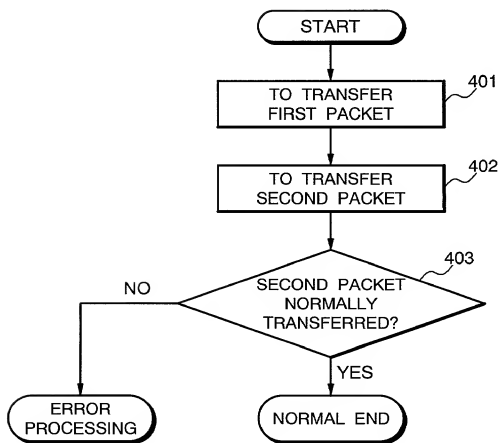 START
TO TRANSFER
FIRST PACKET
401
TO TRANSFER
SECOND PACKET
402
403
SECOND PACKET
NORMALLY
TRANSFERRED?
NO
YES
ERROR
PROCESSING
NORMAL END